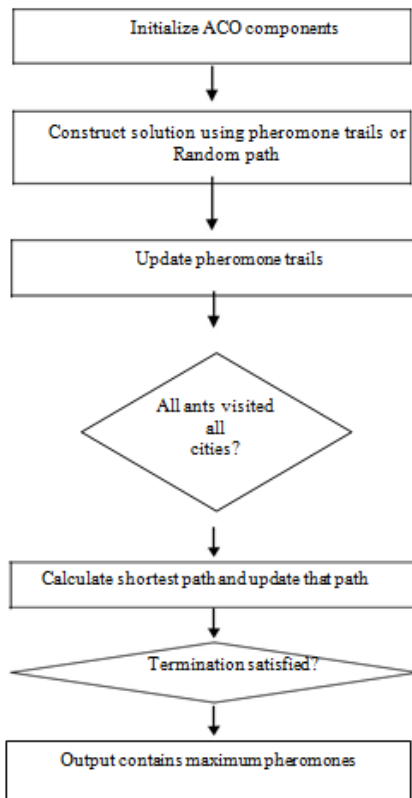 Initialize ACO components
Construct solution using pheromone trails or
Random path
Update pheromone trails
All ants visited
all
cities?
Calculate shortest path and update that path
Termination satisfied?
Output contains maximum pheromones